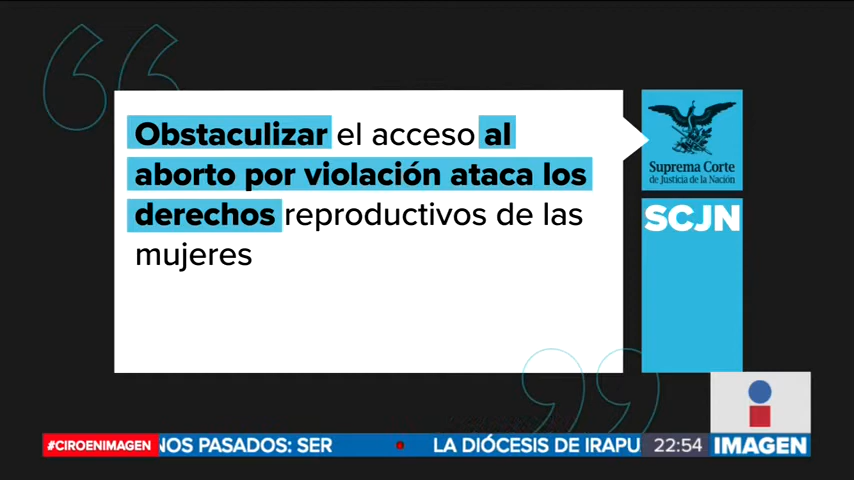 Obstaculizar el acceso al
aborto por violación ataca los
derechos reproductivos de las
mujeres
Suprema Corte
de Justicia de la Nación
SCJN
#CIROENIMAGEN
NOS PASADOS: SER • LA DIÓCESIS DE IRAPU
22:54
IMAGEN